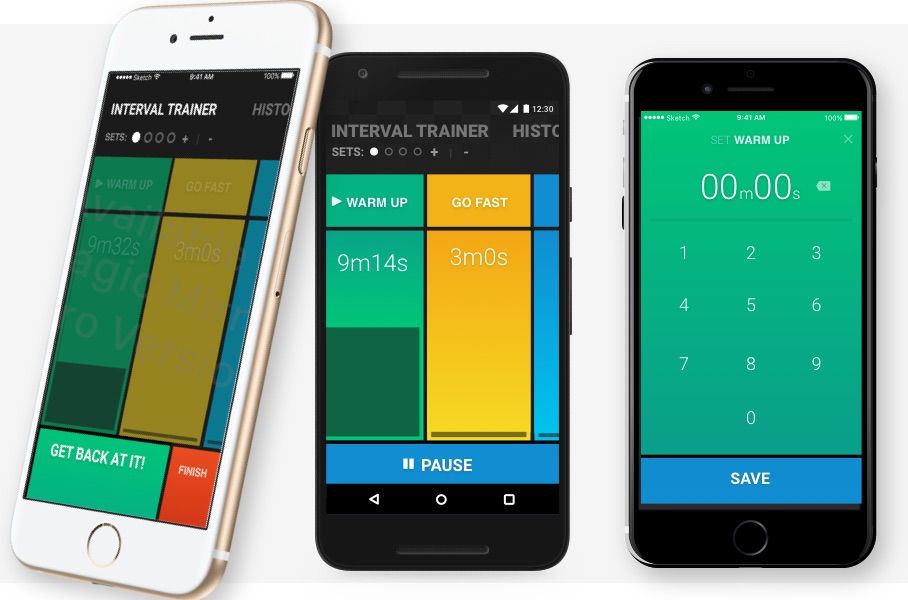 ●●●●● Sketch 9:41 AM 100%
INTERVAL TRAINER HISTO
SETS: + | -
WARM UP GO FAST
9m32s 3m0s
GET BACK AT IT! FINISH
12:30
INTERVAL TRAINER HISTO
SETS: + | -
WARM UP GO FAST
9m14s 3m0s
PAUSE
●●●●● Sketch 9:41 AM 100%
SET WARM UP ×
00m00s
1 2 3
4 5 6
7 8 9
0
SAVE